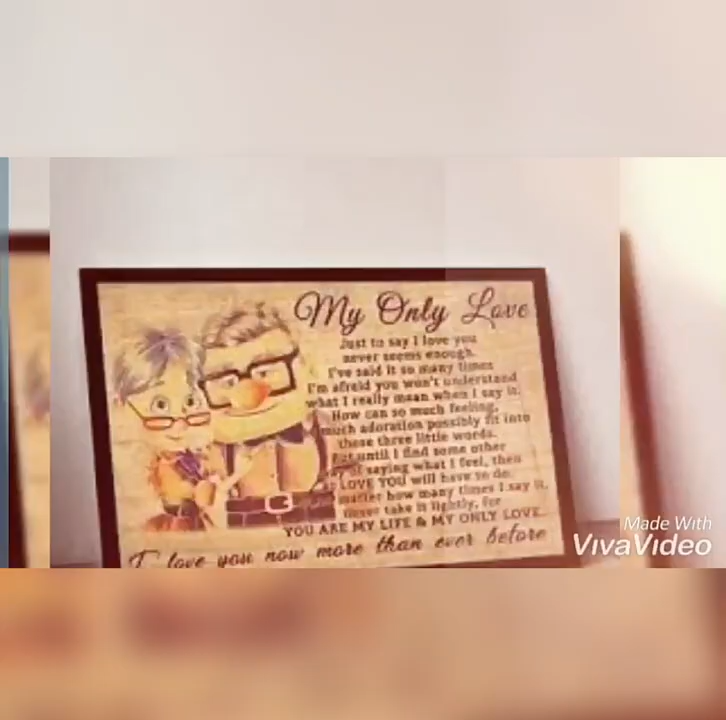 My Only Love
Just to say I love you
never seems enough.
I've said it so many times
I'm afraid you won't understand
what I really mean when I say it.
How can so much feeling,
much adoration possibly fit into
those three little words.
But until I find some other
of saying what I feel, then
LOVE YOU will have to do.
matter how many times I say it,
never take it lightly, for
YOU ARE MY LIFE & MY ONLY LOVE
I love you now more than ever before
Made With
VivaVideo